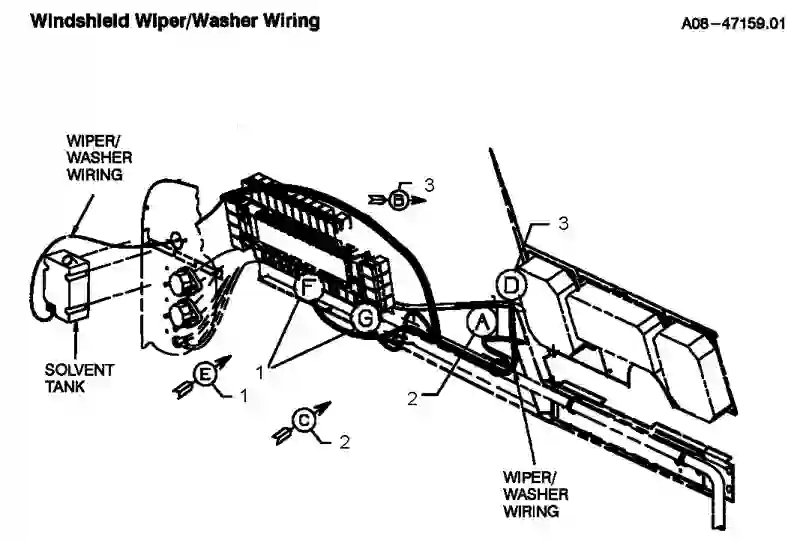 Windshield Wiper/Washer Wiring
A08-47159.01
WIPER/
WASHER
WIRING
B
3
3
D
F
G
A
SOLVENT
TANK
E
1
1
2
C
2
WIPER/
WASHER
WIRING